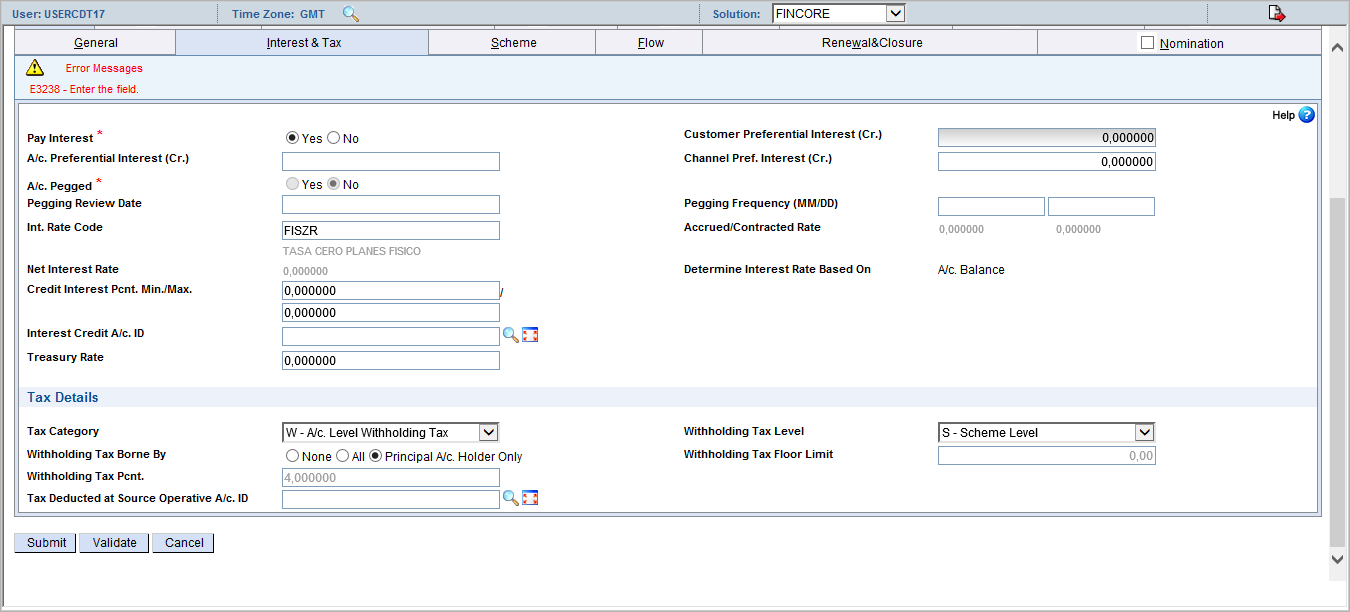 User: USERCDT17 Time Zone: GMT Solution: FINCORE
General Interest & Tax Scheme Flow Renewal&Closure Nomination
Error Messages
E3238 - Enter the field.
Help ?
Pay Interest * Yes No Customer Preferential Interest (Cr.) 0,000000
A/c. Preferential Interest (Cr.) Channel Pref. Interest (Cr.) 0,000000
A/c. Pegged * Yes No
Pegging Review Date Pegging Frequency (MM/DD)
Int. Rate Code FISZR Accrued/Contracted Rate 0,000000 0,000000
TASA CERO PLANES FISICO
Net Interest Rate 0,000000 Determine Interest Rate Based On A/c. Balance
Credit Interest Pcnt. Min./Max. 0,000000 /
0,000000
Interest Credit A/c. ID
Treasury Rate 0,000000
Tax Details
Tax Category W - A/c. Level Withholding Tax Withholding Tax Level S - Scheme Level
Withholding Tax Borne By None All Principal A/c. Holder Only Withholding Tax Floor Limit 0,00
Withholding Tax Pcnt. 4,000000
Tax Deducted at Source Operative A/c. ID
Submit Validate Cancel